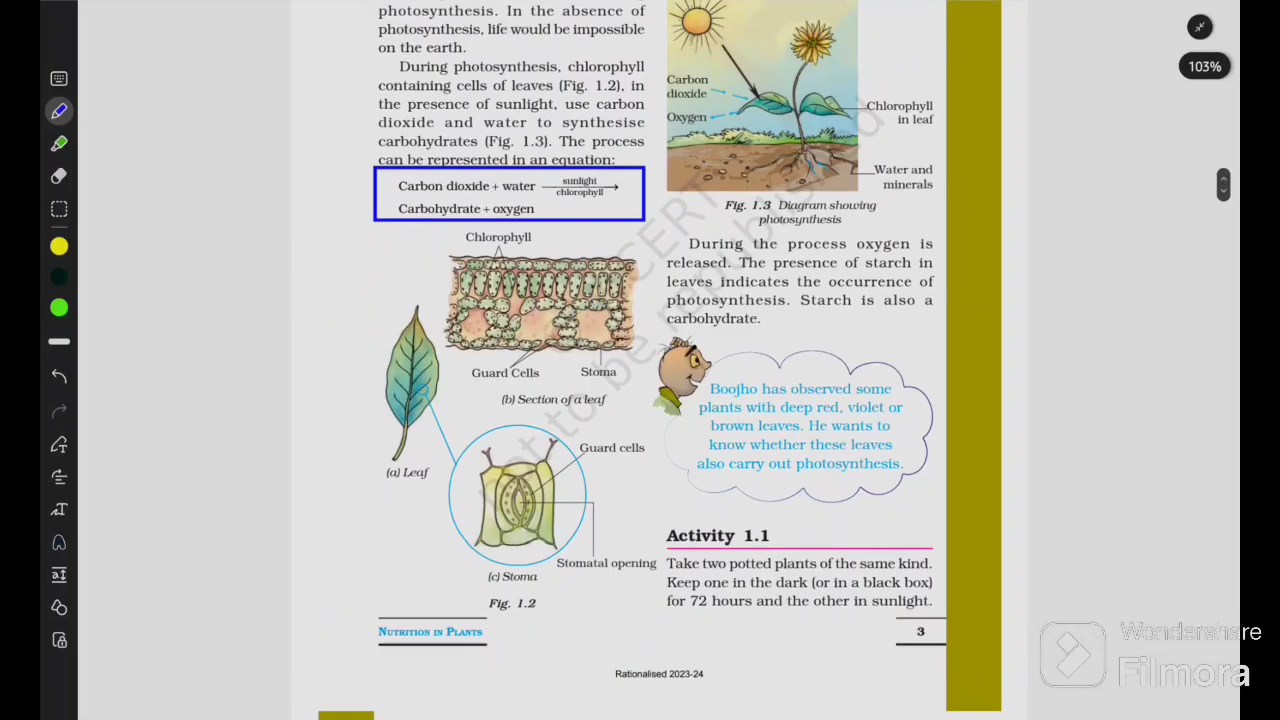 photosynthesis. In the absence of
photosynthesis, life would be impossible
on the earth.
During photosynthesis, chlorophyll
containing cells of leaves (Fig. 1.2), in
the presence of sunlight, use carbon
dioxide and water to synthesise
carbohydrates (Fig. 1.3). The process
can be represented in an equation:
Carbon dioxide + water sunlight
chlorophyll
Carbohydrate + oxygen
Chlorophyll
Guard Cells
Stoma
(b) Section of a leaf
(a) Leaf
Guard cells
Stomatal opening
(c) Stoma
Fig. 1.2
Carbon
dioxide
Oxygen
Chlorophyll
in leaf
Water and
minerals
Fig. 1.3 Diagram showing
photosynthesis
During the process oxygen is
released. The presence of starch in
leaves indicates the occurrence of
photosynthesis. Starch is also a
carbohydrate.
Boojho has observed some
plants with deep red, violet or
brown leaves. He wants to
know whether these leaves
also carry out photosynthesis.
Activity 1.1
Take two potted plants of the same kind.
Keep one in the dark (or in a black box)
for 72 hours and the other in sunlight.
NUTRITION IN PLANTS
3
Rationalised 2023-24
103%
Wondershare
Filmora
not to be republished